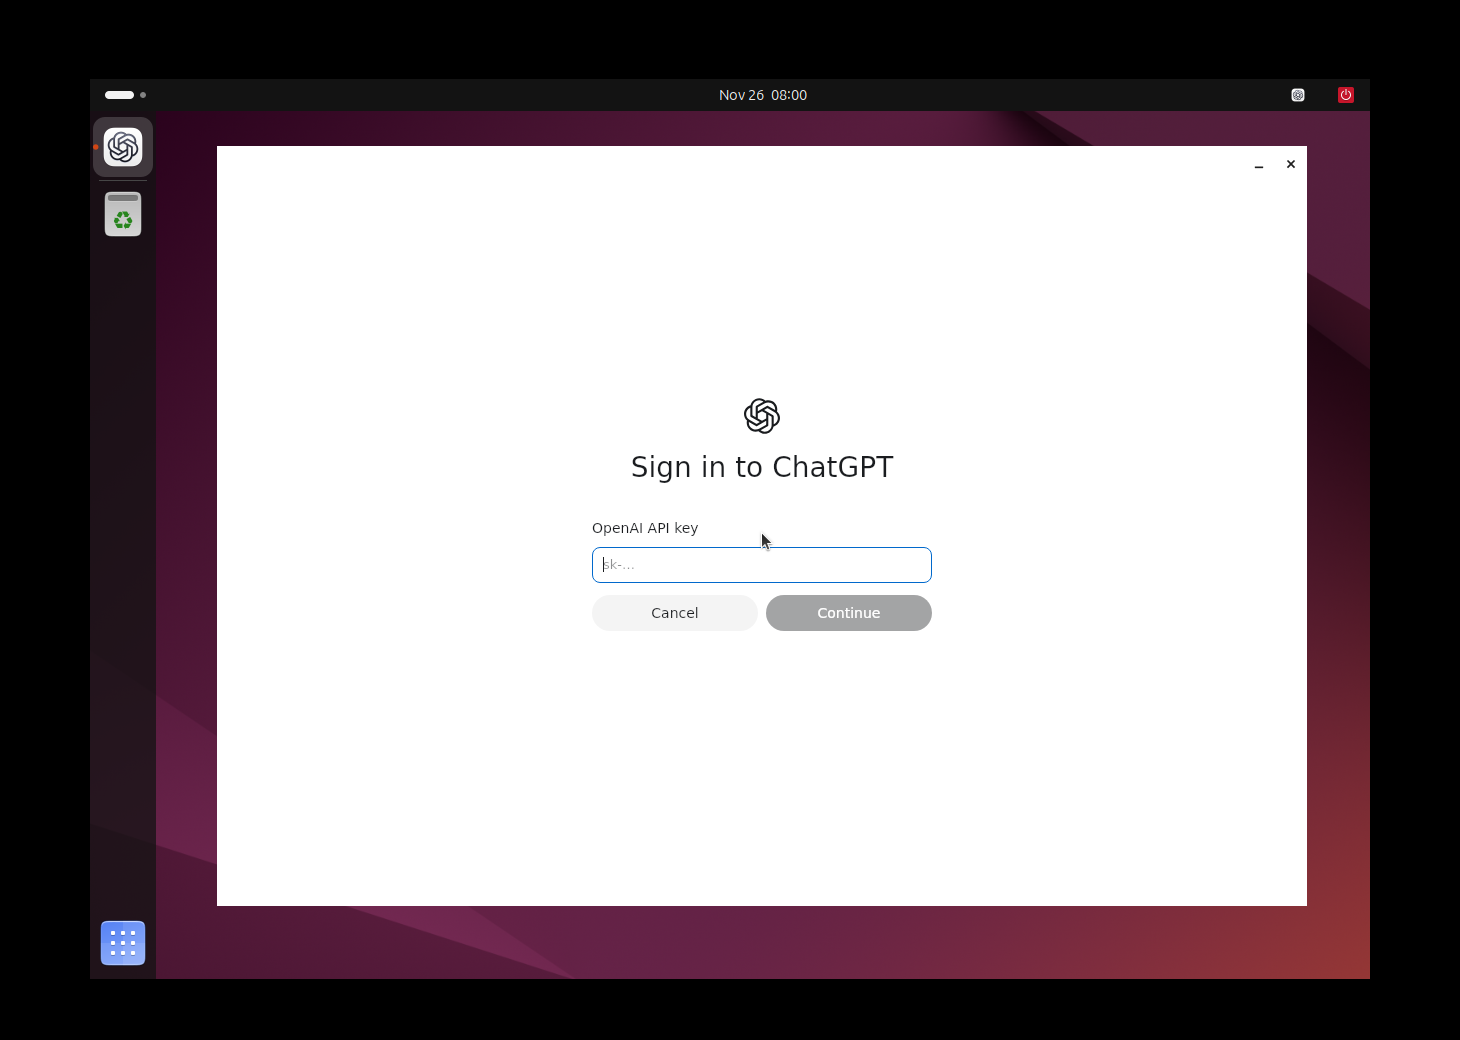 Nov 26 08:00
Sign in to ChatGPT
OpenAI API key
sk-...
Cancel
Continue